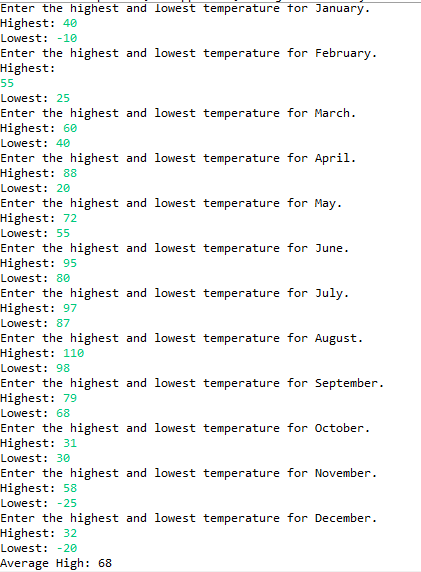 Enter the highest and lowest temperature for January.
Highest: 40
Lowest: -10
Enter the highest and lowest temperature for February.
Highest:
55
Lowest: 25
Enter the highest and lowest temperature for March.
Highest: 60
Lowest: 40
Enter the highest and lowest temperature for April.
Highest: 88
Lowest: 20
Enter the highest and lowest temperature for May.
Highest: 72
Lowest: 55
Enter the highest and lowest temperature for June.
Highest: 95
Lowest: 80
Enter the highest and lowest temperature for July.
Highest: 97
Lowest: 87
Enter the highest and lowest temperature for August.
Highest: 110
Lowest: 98
Enter the highest and lowest temperature for September.
Highest: 79
Lowest: 68
Enter the highest and lowest temperature for October.
Highest: 31
Lowest: 30
Enter the highest and lowest temperature for November.
Highest: 58
Lowest: -25
Enter the highest and lowest temperature for December.
Highest: 32
Lowest: -20
Average High: 68